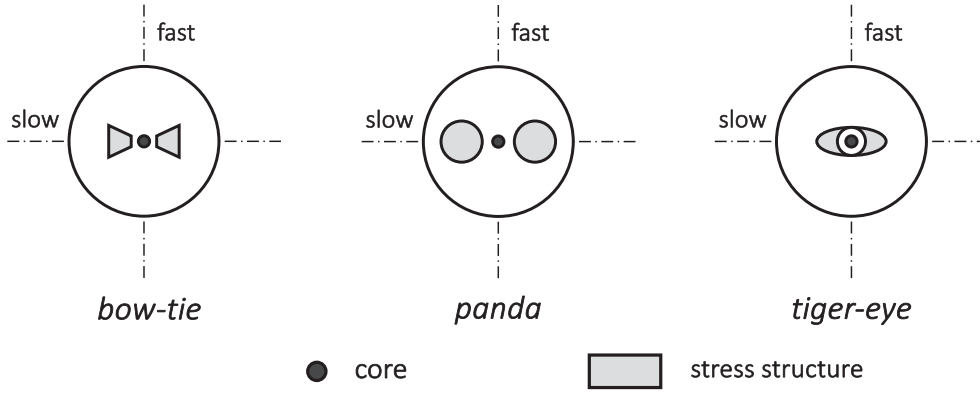 fast
fast
fast
slow
slow
slow
bow-tie
panda
tiger-eye
core
stress structure